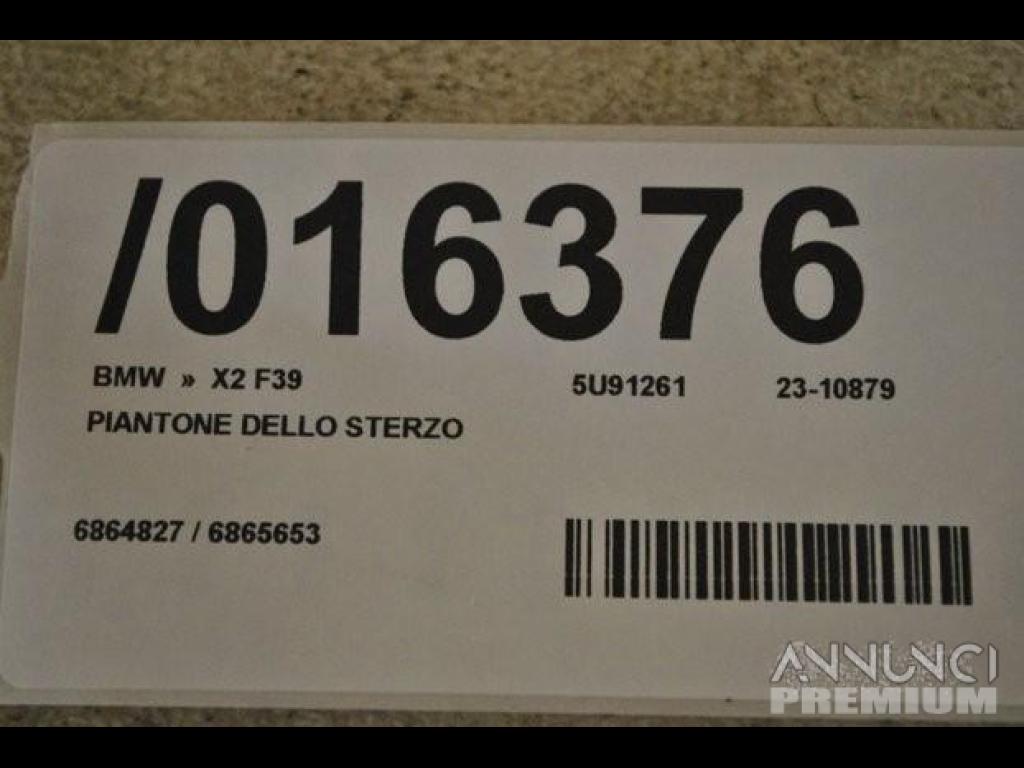 /016376
BMW » X2 F39 5U91261 23-10879
PIANTONE DELLO STERZO
6864827 / 6865653
ANNUNCI
PREMIUM